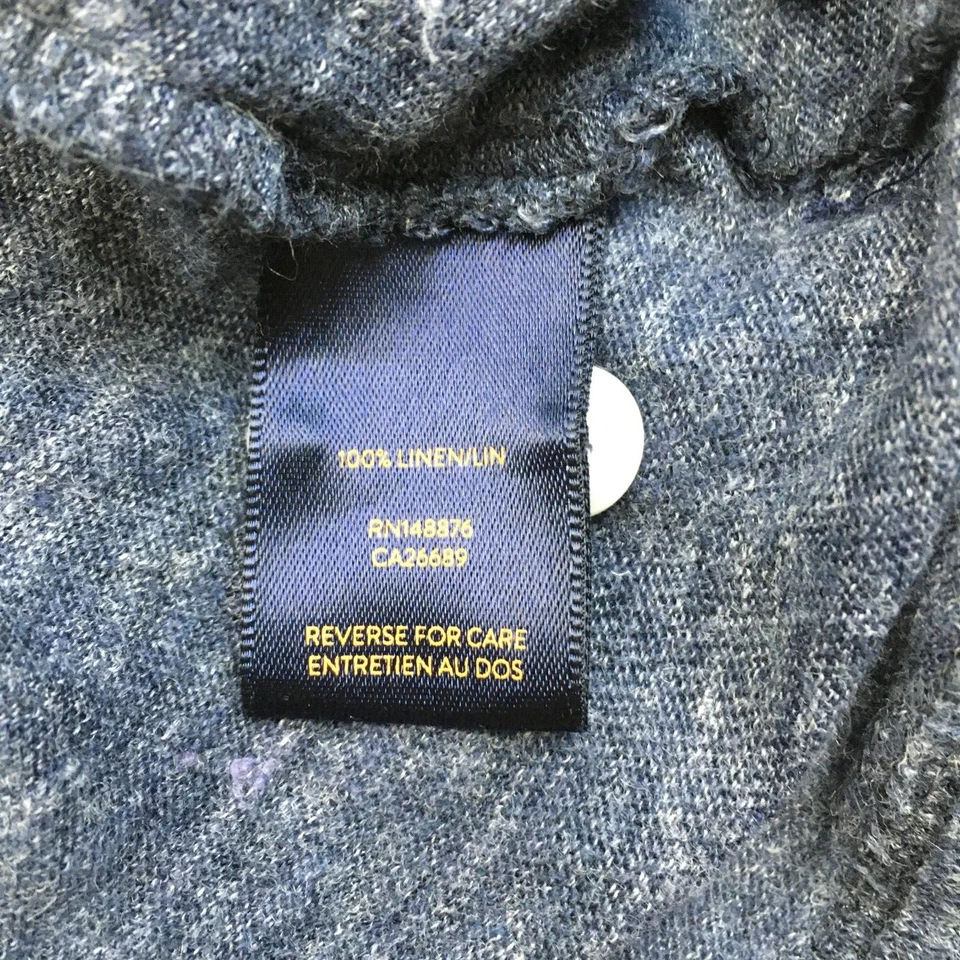 100% LINEN/LIN
RN148876
CA26689
REVERSE FOR CARE
ENTRETIEN AU DOS